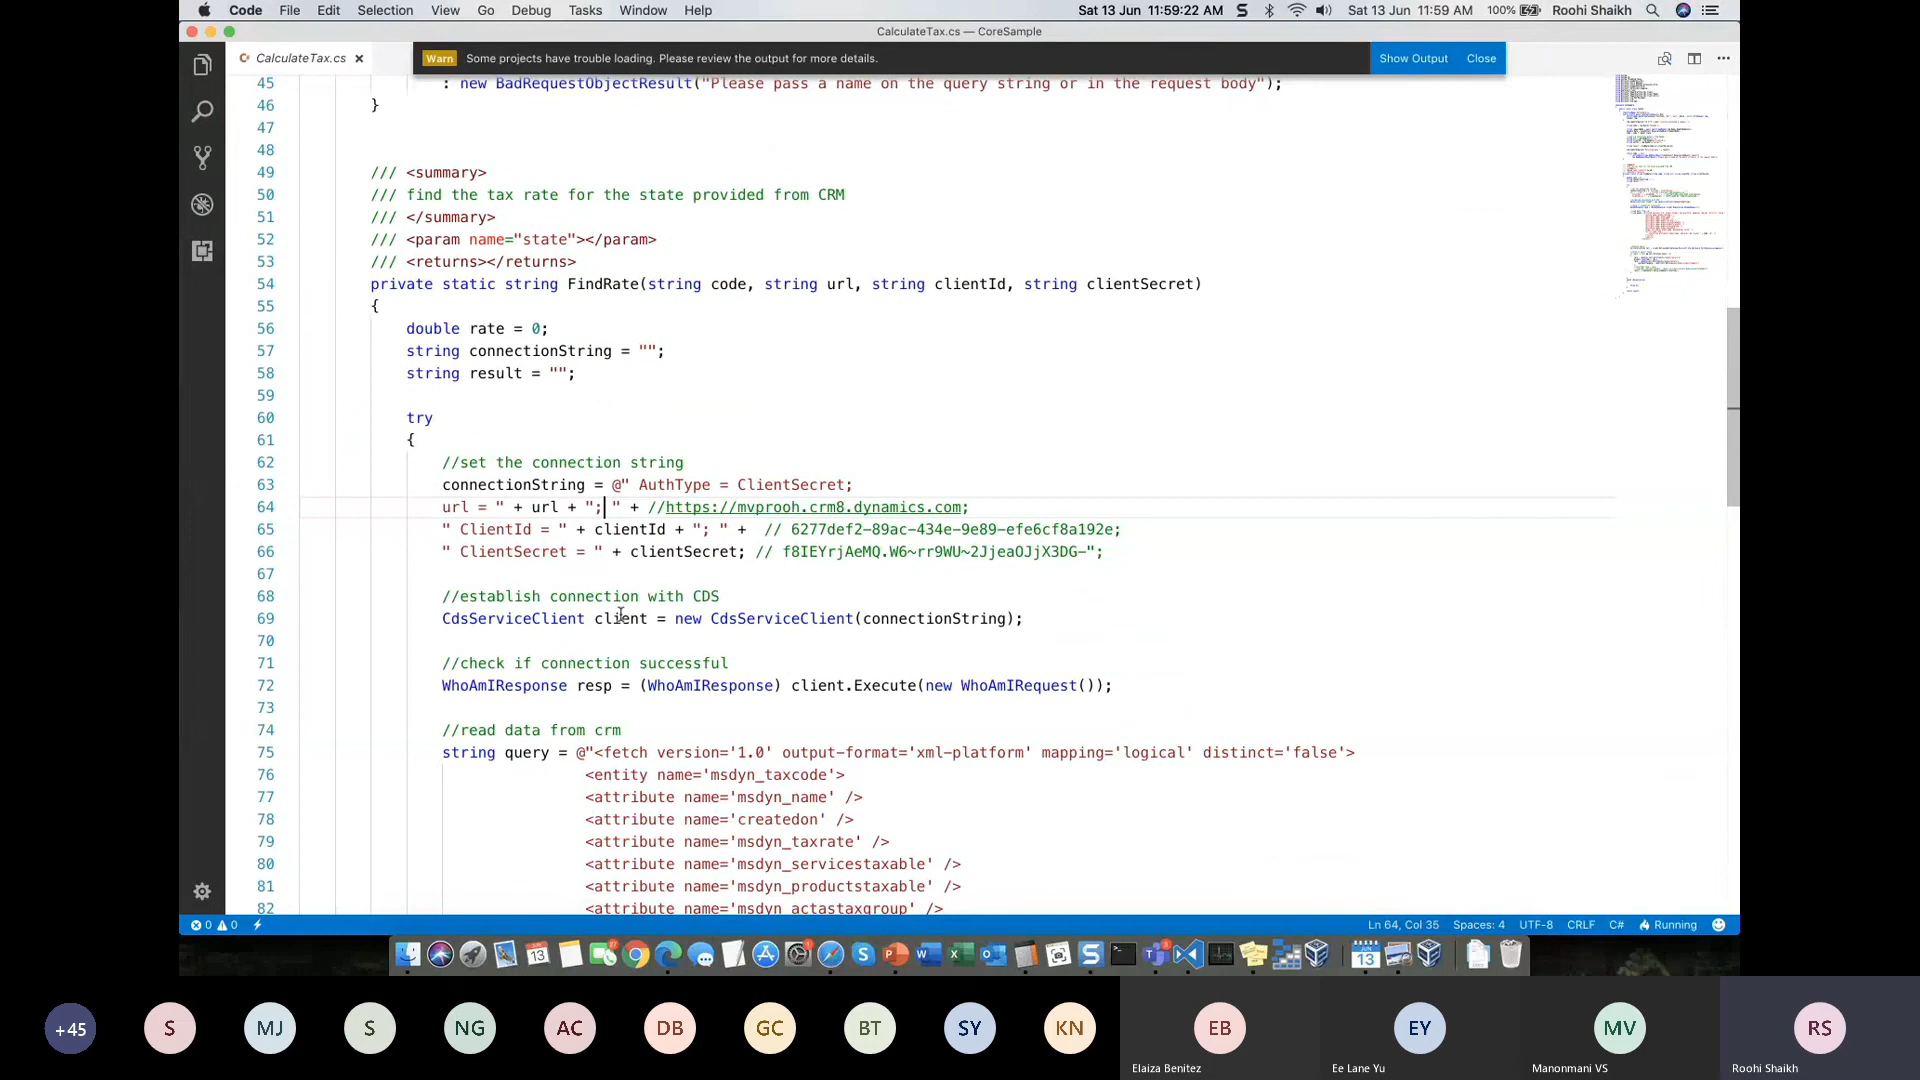 Code File Edit Selection View Go Debug Tasks Window Help Sat 13 Jun 11:59:22 AM Sat 13 Jun 11:59 AM 100% Roohi Shaikh
CalculateTax.cs — CoreSample
CalculateTax.cs
Warn Some projects have trouble loading. Please review the output for more details. Show Output Close
45 : new BadRequestObjectResult("Please pass a name on the query string or in the request body");
46 }
47
48
49 /// <summary>
50 /// find the tax rate for the state provided from CRM
51 /// </summary>
52 /// <param name="state"></param>
53 /// <returns></returns>
54 private static string FindRate(string code, string url, string clientId, string clientSecret)
55 {
56 double rate = 0;
57 string connectionString = "";
58 string result = "";
59
60 try
61 {
62 //set the connection string
63 connectionString = @" AuthType = ClientSecret;
64 url = " + url + "; " + //https://mvprooh.crm8.dynamics.com;
65 " ClientId = " + clientId + "; " + // 6277def2-89ac-434e-9e89-efe6cf8a192e;
66 " ClientSecret = " + clientSecret; // f8IEYrjAeMQ.W6~rr9WU~2JjeaOJjX3DG-";
67
68 //establish connection with CDS
69 CdsServiceClient client = new CdsServiceClient(connectionString);
70
71 //check if connection successful
72 WhoAmIResponse resp = (WhoAmIResponse) client.Execute(new WhoAmIRequest());
73
74 //read data from crm
75 string query = @"<fetch version='1.0' output-format='xml-platform' mapping='logical' distinct='false'>
76 <entity name='msdyn_taxcode'>
77 <attribute name='msdyn_name' />
78 <attribute name='createdon' />
79 <attribute name='msdyn_taxrate' />
80 <attribute name='msdyn_servicestaxable' />
81 <attribute name='msdyn_productstaxable' />
82 <attribute name='msdyn_actastaxgroup' />
0 0 Ln 64, Col 35 Spaces: 4 UTF-8 CRLF C# Running
+45 S MJ S NG AC DB GC BT SY KN EB EY MV RS
Elaiza Benitez Ee Lane Yu Manonmani VS Roohi Shaikh